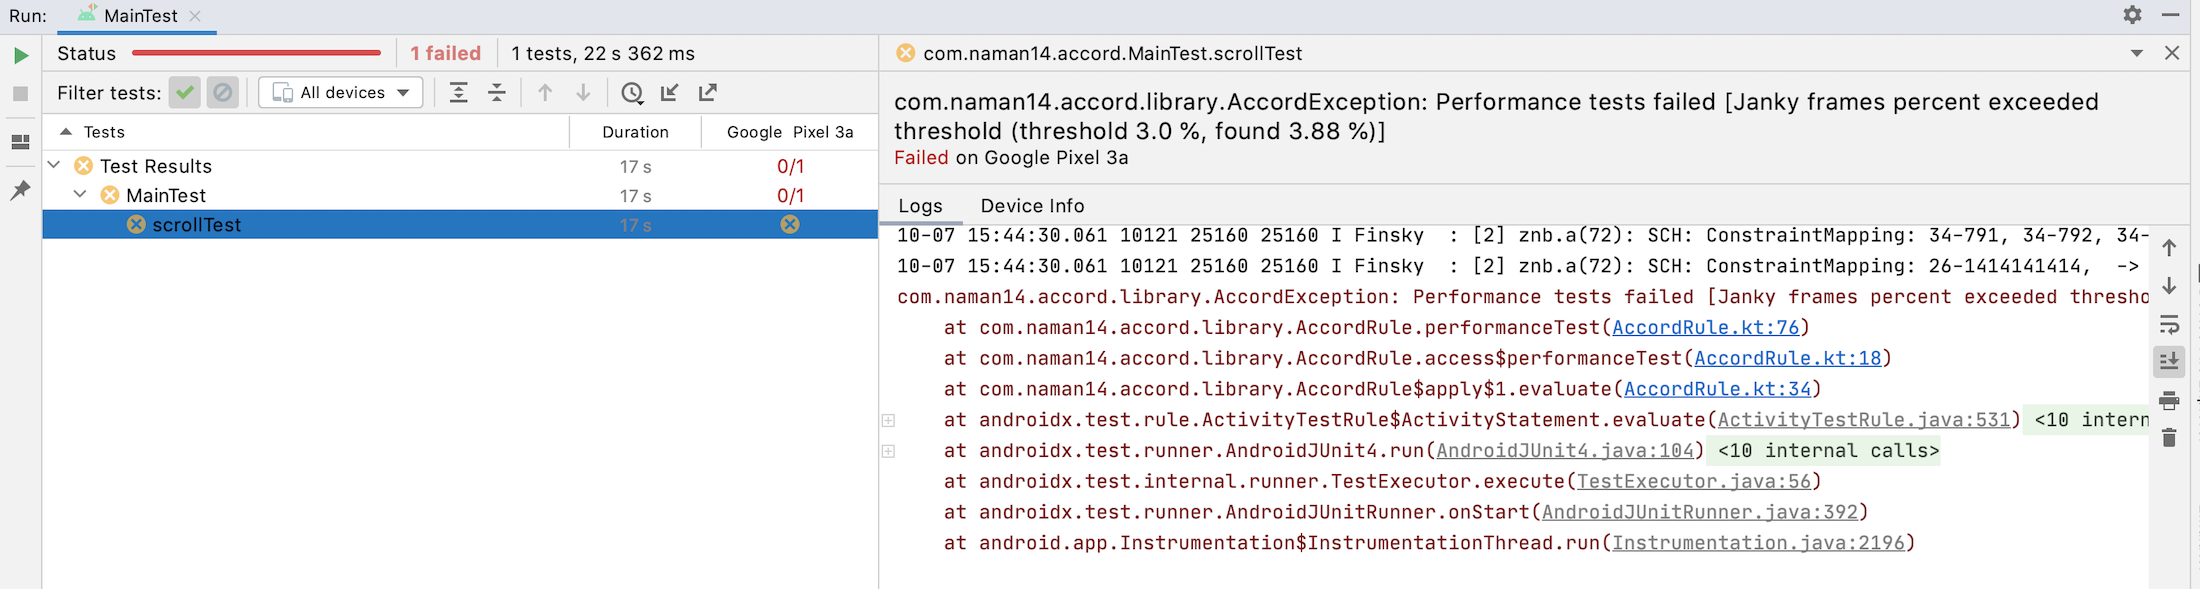 Run: MainTest
Status 1 failed 1 tests, 22 s 362 ms
Filter tests: All devices
Tests Duration Google Pixel 3a
Test Results 17 s 0/1
MainTest 17 s 0/1
scrollTest 17 s
com.naman14.accord.MainTest.scrollTest
com.naman14.accord.library.AccordException: Performance tests failed [Janky frames percent exceeded
threshold (threshold 3.0 %, found 3.88 %)]
Failed on Google Pixel 3a
Logs Device Info
10-07 15:44:30.061 10121 25160 25160 I Finsky : [2] znb.a(72): SCH: ConstraintMapping: 34-791, 34-792, 34-
10-07 15:44:30.061 10121 25160 25160 I Finsky : [2] znb.a(72): SCH: ConstraintMapping: 26-1414141414, ->
com.naman14.accord.library.AccordException: Performance tests failed [Janky frames percent exceeded thresho
at com.naman14.accord.library.AccordRule.performanceTest(AccordRule.kt:76)
at com.naman14.accord.library.AccordRule.access$performanceTest(AccordRule.kt:18)
at com.naman14.accord.library.AccordRule$apply$1.evaluate(AccordRule.kt:34)
at androidx.test.rule.ActivityTestRule$ActivityStatement.evaluate(ActivityTestRule.java:531) <10 intern
at androidx.test.runner.AndroidJUnit4.run(AndroidJUnit4.java:104) <10 internal calls>
at androidx.test.internal.runner.TestExecutor.execute(TestExecutor.java:56)
at androidx.test.runner.AndroidJUnitRunner.onStart(AndroidJUnitRunner.java:392)
at android.app.Instrumentation$InstrumentationThread.run(Instrumentation.java:2196)